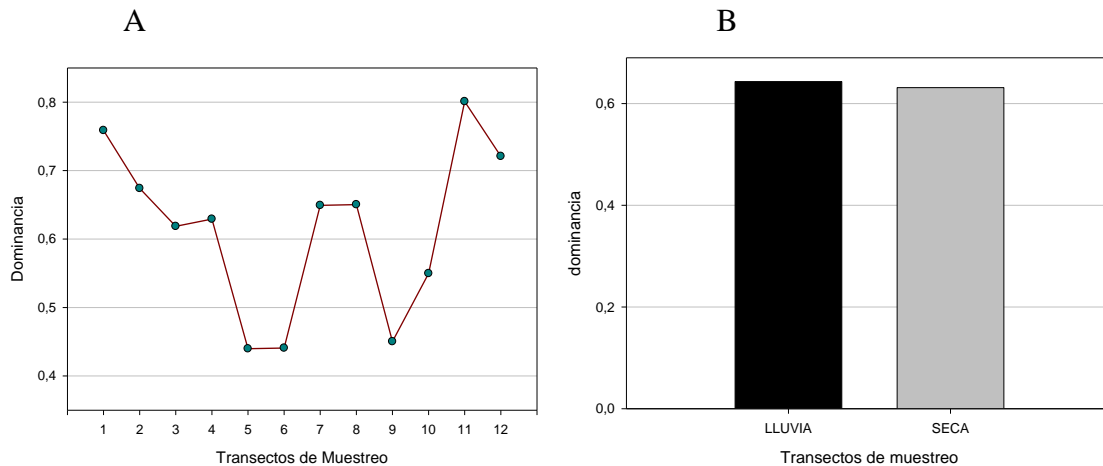 A
B
Dominancia
0,8
0,7
0,6
0,5
0,4
1 2 3 4 5 6 7 8 9 10 11 12
Transectos de Muestreo
dominancia
0,6
0,4
0,2
0,0
LLUVIA SECA
Transectos de muestreo